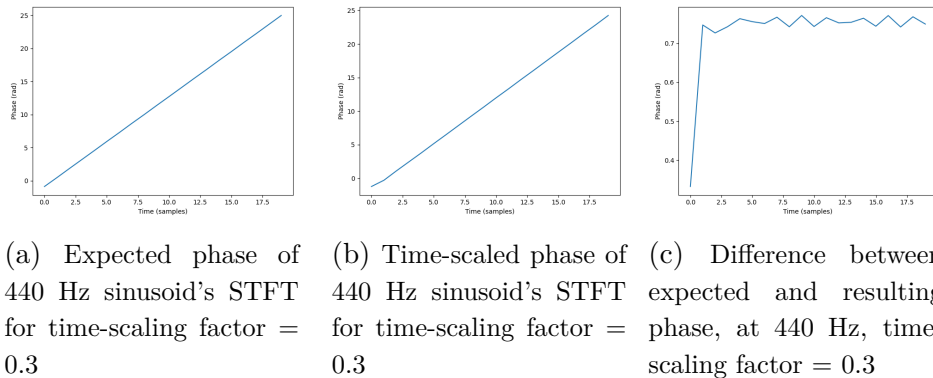 25
20
15
10
5
0
Phase (rad)
0.0 2.5 5.0 7.5 10.0 12.5 15.0 17.5
Time (samples)
25
20
15
10
5
0
Phase (rad)
0.0 2.5 5.0 7.5 10.0 12.5 15.0 17.5
Time (samples)
0.7
0.6
0.5
0.4
Phase (rad)
0.0 2.5 5.0 7.5 10.0 12.5 15.0 17.5
Time (samples)
(a) Expected phase of
440 Hz sinusoid's STFT
for time-scaling factor =
0.3
(b) Time-scaled phase of
440 Hz sinusoid's STFT
for time-scaling factor =
0.3
(c) Difference between
expected and resulting
phase, at 440 Hz, time
scaling factor = 0.3